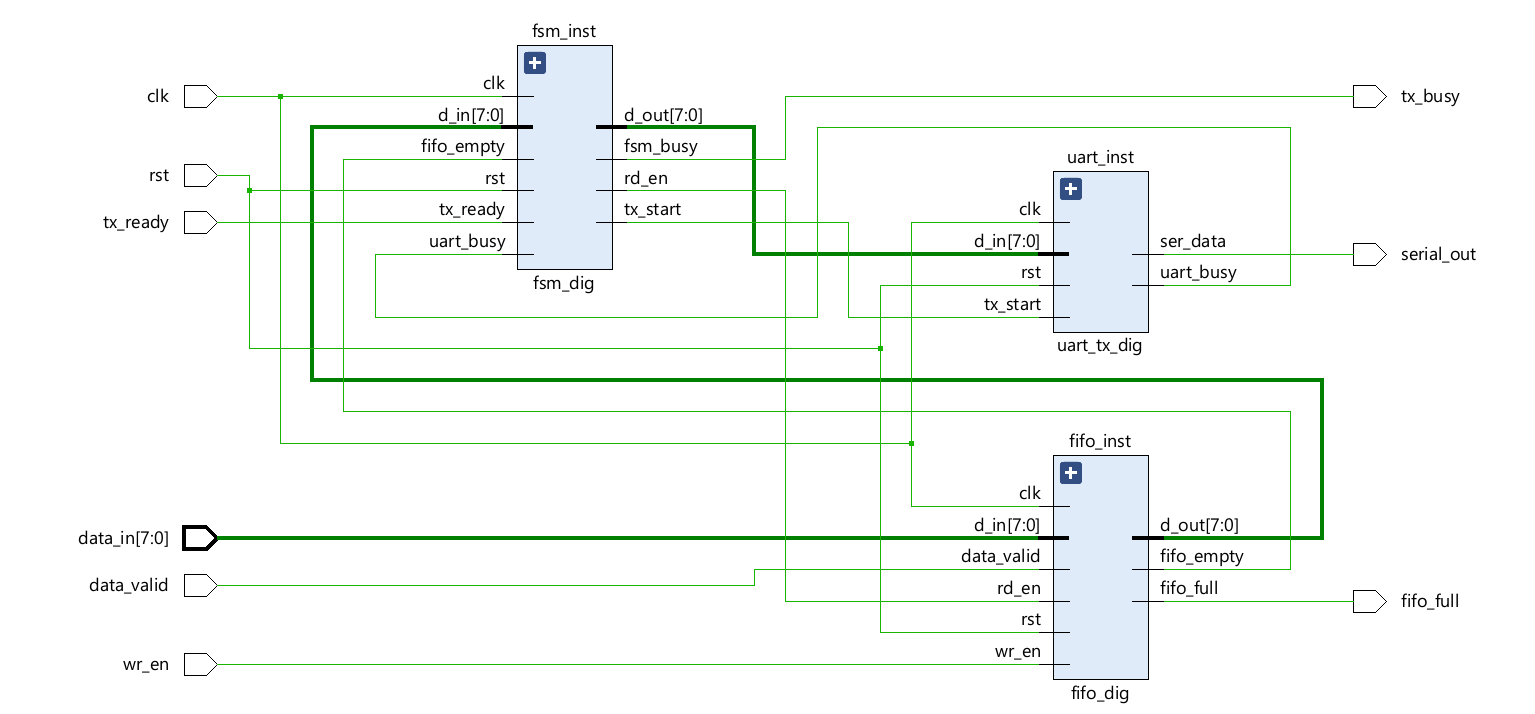 fsm_inst
clk
clk
tx_busy
d_in[7:0]
d_out[7:0]
fifo_empty
fsm_busy
uart_inst
rst
rst
rd_en
tx_ready
tx_ready
tx_start
clk
uart_busy
d_in[7:0]
ser_data
serial_out
rst
uart_busy
fsm_dig
tx_start
uart_tx_dig
fifo_inst
clk
data_in[7:0]
d_in[7:0]
d_out[7:0]
data_valid
fifo_empty
data_valid
rd_en
fifo_full
fifo_full
rst
wr_en
wr_en
fifo_dig